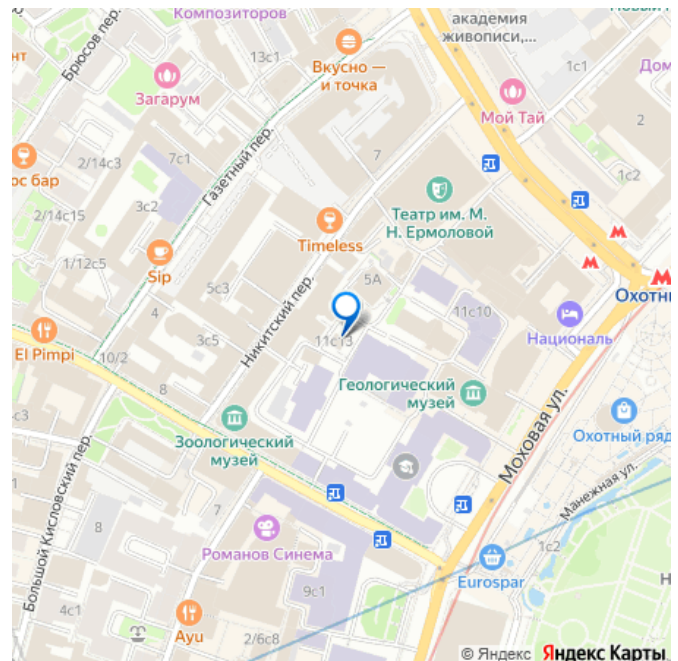 Композиторов
академия
живописи,...
Брюсов пер.
13с1
Вкусно —
и точка
1с1
Дом
Загарум
Мой Тай
2
2/14с3
7с1
7
Газетный пер.
5с3
1с2
ос бар
3с2
2/14с15
Театр им. М.
Н. Ермоловой
Timeless
1/12с5
Sip
5А
Охотн
4
Никитский пер.
11с10
Националь
El Pimpi
10/2
3с5
11с13
8
Геологический
музей
Моховая ул.
Зоологический
музей
Охотный ряд
Большой Кисловский пер.
Манежная ул.
7
8
Романов Синема
1с2
Eurospar
9с1
4с1
Ayu
2/6с8
© Яндекс Яндекс Карты